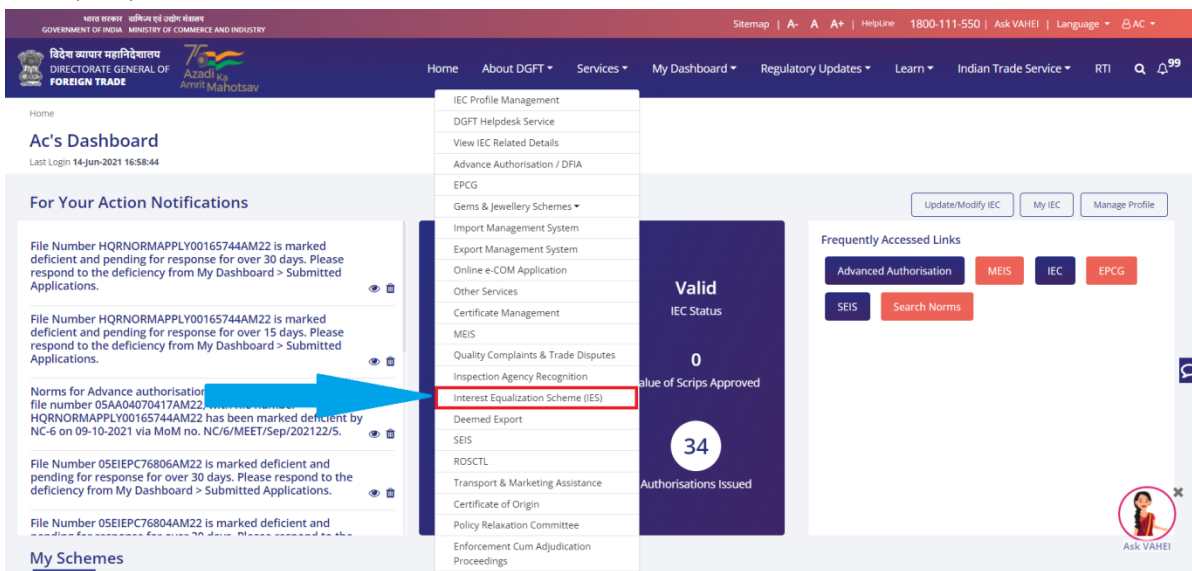 भारत सरकार वाणिज्य एवं उद्योग मंत्रालय
GOVERNMENT OF INDIA MINISTRY OF COMMERCE AND INDUSTRY
Sitemap | A- A A+ | HelpLine 1800-111-550 | Ask VAHEI | Language AC
विदेश व्यापार महानिदेशालय
DIRECTORATE GENERAL OF
FOREIGN TRADE
75
Azadi Ka
Amrit Mahotsav
Home About DGFT Services My Dashboard Regulatory Updates Learn Indian Trade Service RTI 99
Home
Ac's Dashboard
Last Login 14-Jun-2021 16:58:44
IEC Profile Management
DGFT Helpdesk Service
View IEC Related Details
Advance Authorisation / DFIA
EPCG
Gems & Jewellery Schemes
Import Management System
Export Management System
Online e-COM Application
Other Services
Certificate Management
MEIS
Quality Complaints & Trade Disputes
Inspection Agency Recognition
Interest Equalization Scheme (IES)
Deemed Export
SEIS
ROSCTL
Transport & Marketing Assistance
Certificate of Origin
Policy Relaxation Committee
Enforcement Cum Adjudication
Proceedings
For Your Action Notifications
File Number HQRNORMAPPLY00165744AM22 is marked
deficient and pending for response for over 30 days. Please
respond to the deficiency from My Dashboard > Submitted
Applications.
File Number HQRNORMAPPLY00165744AM22 is marked
deficient and pending for response for over 15 days. Please
respond to the deficiency from My Dashboard > Submitted
Applications.
Norms for Advance authorisation
file number 05AA04070417AM22,
HQRNORMAPPLY00165744AM22 has been marked deficient by
NC-6 on 09-10-2021 via MoM no. NC/6/MEET/Sep/202122/5.
File Number 05EIEPC76806AM22 is marked deficient and
pending for response for over 30 days. Please respond to the
deficiency from My Dashboard > Submitted Applications.
File Number 05EIEPC76804AM22 is marked deficient and
Valid
IEC Status
0
alue of Scrips Approved
34
Authorisations Issued
Update/Modify IEC My IEC Manage Profile
Frequently Accessed Links
Advanced Authorisation MEIS IEC EPCG
SEIS Search Norms
Ask VAHEI
My Schemes